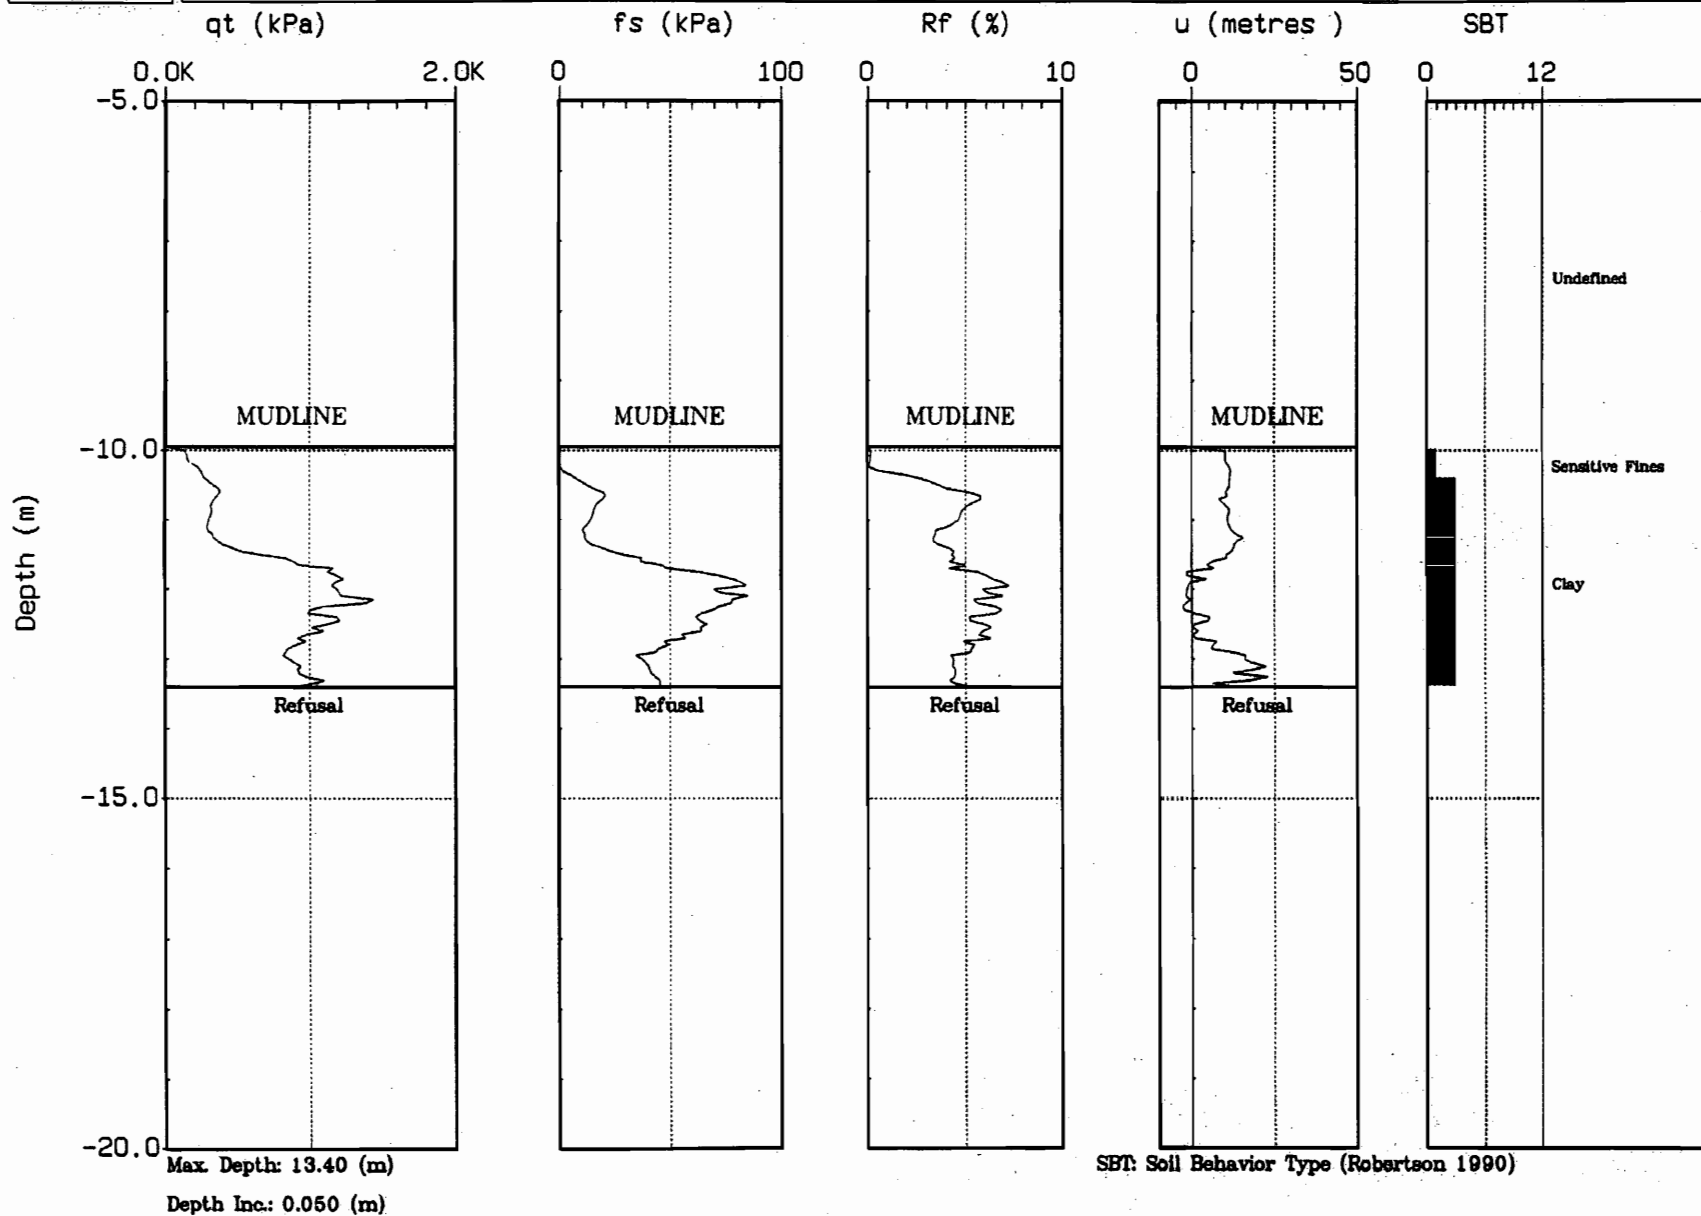 qt (kPa) fs (kPa) Rf (%) u (metres ) SBT
0.0K 2.0K 0 100 0 10 0 50 0 12
-5.0
Undefined
MUDLINE MUDLINE MUDLINE MUDLINE
-10.0
Sensitive Fines
Depth (m)
Clay
Refusal Refusal Refusal Refusal
-15.0
-20.0
Max. Depth: 13.40 (m) SBT: Soil Behavior Type (Robertson 1990)
Depth Inc.: 0.050 (m)